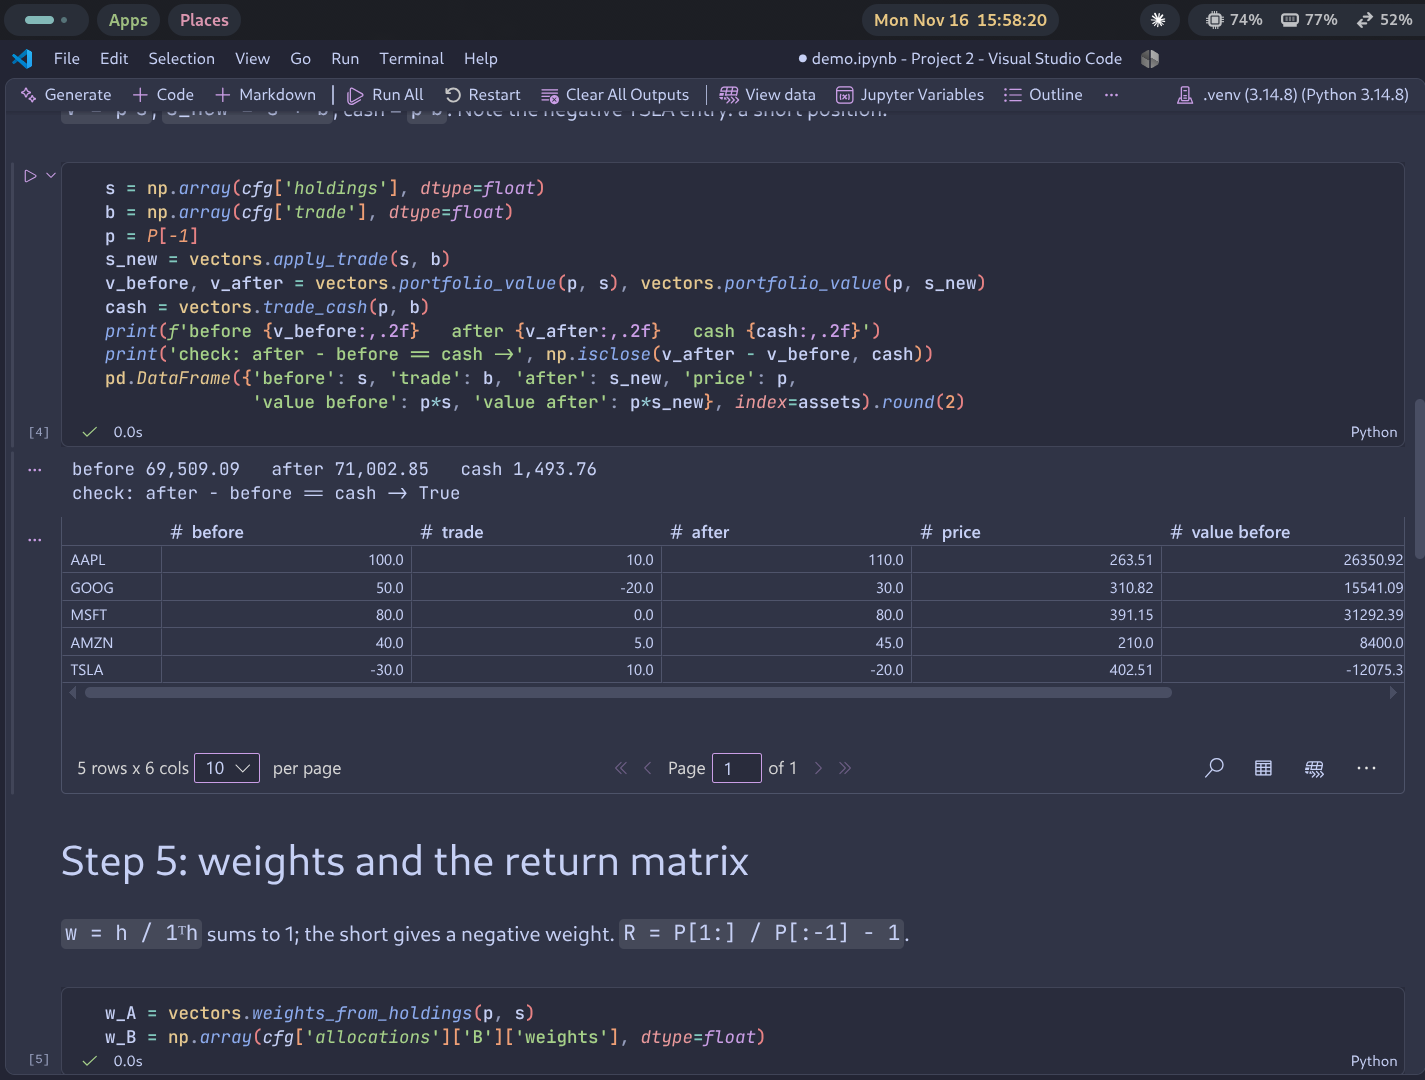 Apps
Places
Mon Nov 16 15:58:20
74%
77%
52%
File Edit Selection View Go Run Terminal Help
demo.ipynb - Project 2 - Visual Studio Code
Generate
Code
Markdown
Run All
Restart
Clear All Outputs
View data
Jupyter Variables
Outline
...
.venv (3.14.8) (Python 3.14.8)
cash = p·b. Note the negative TSLA entry: a short position.
s = np.array(cfg['holdings'], dtype=float)
b = np.array(cfg['trade'], dtype=float)
p = P[-1]
s_new = vectors.apply_trade(s, b)
v_before, v_after = vectors.portfolio_value(p, s), vectors.portfolio_value(p, s_new)
cash = vectors.trade_cash(p, b)
print(f'before {v_before:,.2f}   after {v_after:,.2f}   cash {cash:,.2f}')
print('check: after - before == cash ->', np.isclose(v_after - v_before, cash))
pd.DataFrame({'before': s, 'trade': b, 'after': s_new, 'price': p,
              'value before': p*s, 'value after': p*s_new}, index=assets).round(2)
[4]
0.0s
Python
before 69,509.09   after 71,002.85   cash 1,493.76
check: after - before == cash -> True
# before # trade # after # price # value before
AAPL 100.0 10.0 110.0 263.51 26350.92
GOOG 50.0 -20.0 30.0 310.82 15541.09
MSFT 80.0 0.0 80.0 391.15 31292.39
AMZN 40.0 5.0 45.0 210.0 8400.0
TSLA -30.0 10.0 -20.0 402.51 -12075.3
5 rows x 6 cols 10 per page
Page 1 of 1
Step 5: weights and the return matrix
w = h / 1ᵀh sums to 1; the short gives a negative weight. R = P[1:] / P[:-1] - 1.
w_A = vectors.weights_from_holdings(p, s)
w_B = np.array(cfg['allocations']['B']['weights'], dtype=float)
[5]
0.0s
Python